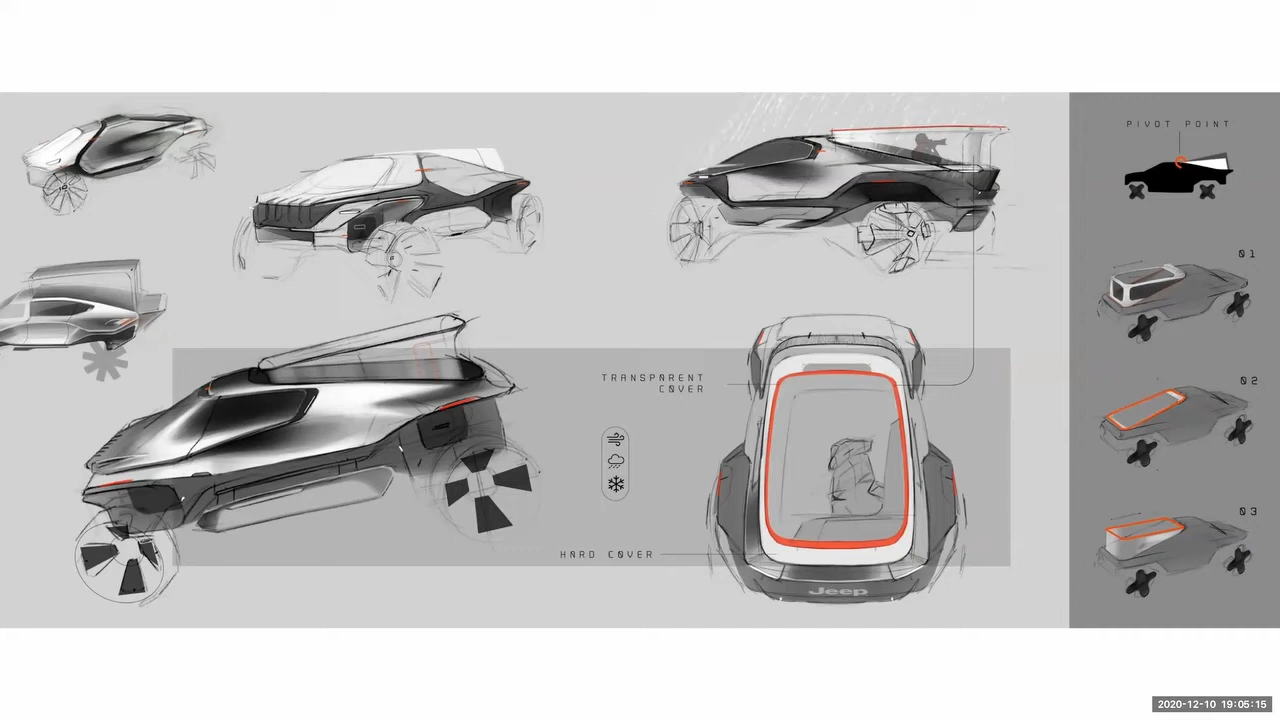 PIVOT POINT
01
TRANSPARENT
COVER
02
HARD COVER
03
Jeep
2020-12-10 19:05:15